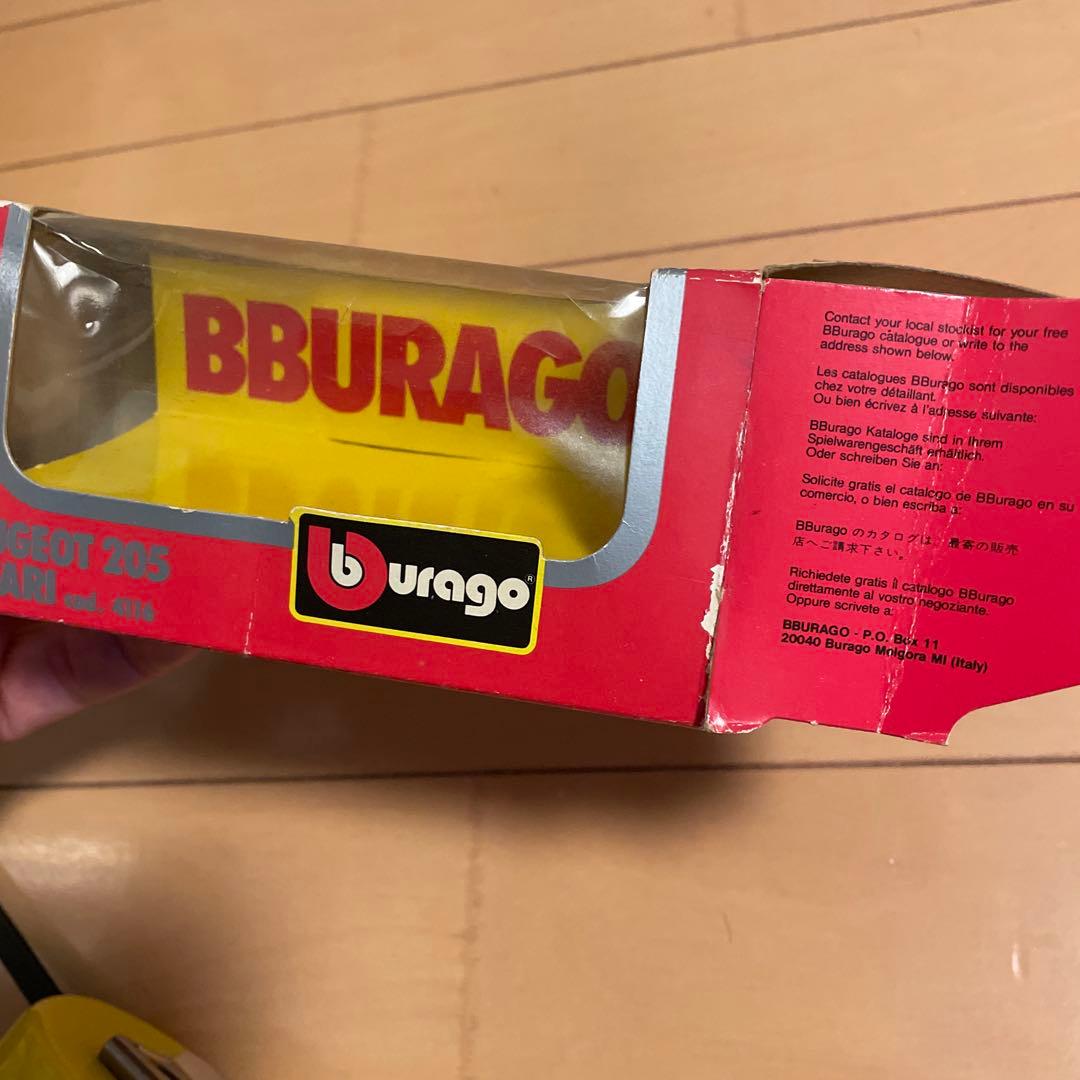 BBURAGO
GEOT 205
ARI cod. 4116
burago®
Contact your local stockist for your free
BBurago catalogue or write to the
address shown below.
Les catalogues BBurago sont disponibles
chez votre détaillant.
Ou bien écrivez à l'adresse suivante:
BBurago Kataloge sind in Ihrem
Spielwarengeschäft erhältlich.
Oder schreiben Sie an:
Solicite gratis el catalogo de BBurago en su
comercio, o bien escriba a:
BBurago のカタログは、最寄の販売
店へご請求下さい。
Richiedete gratis il catalogo BBurago
direttamente al vostro negoziante.
Oppure scrivete a:
BBURAGO - P.O. Box 11
20040 Burago Molgora MI (Italy)